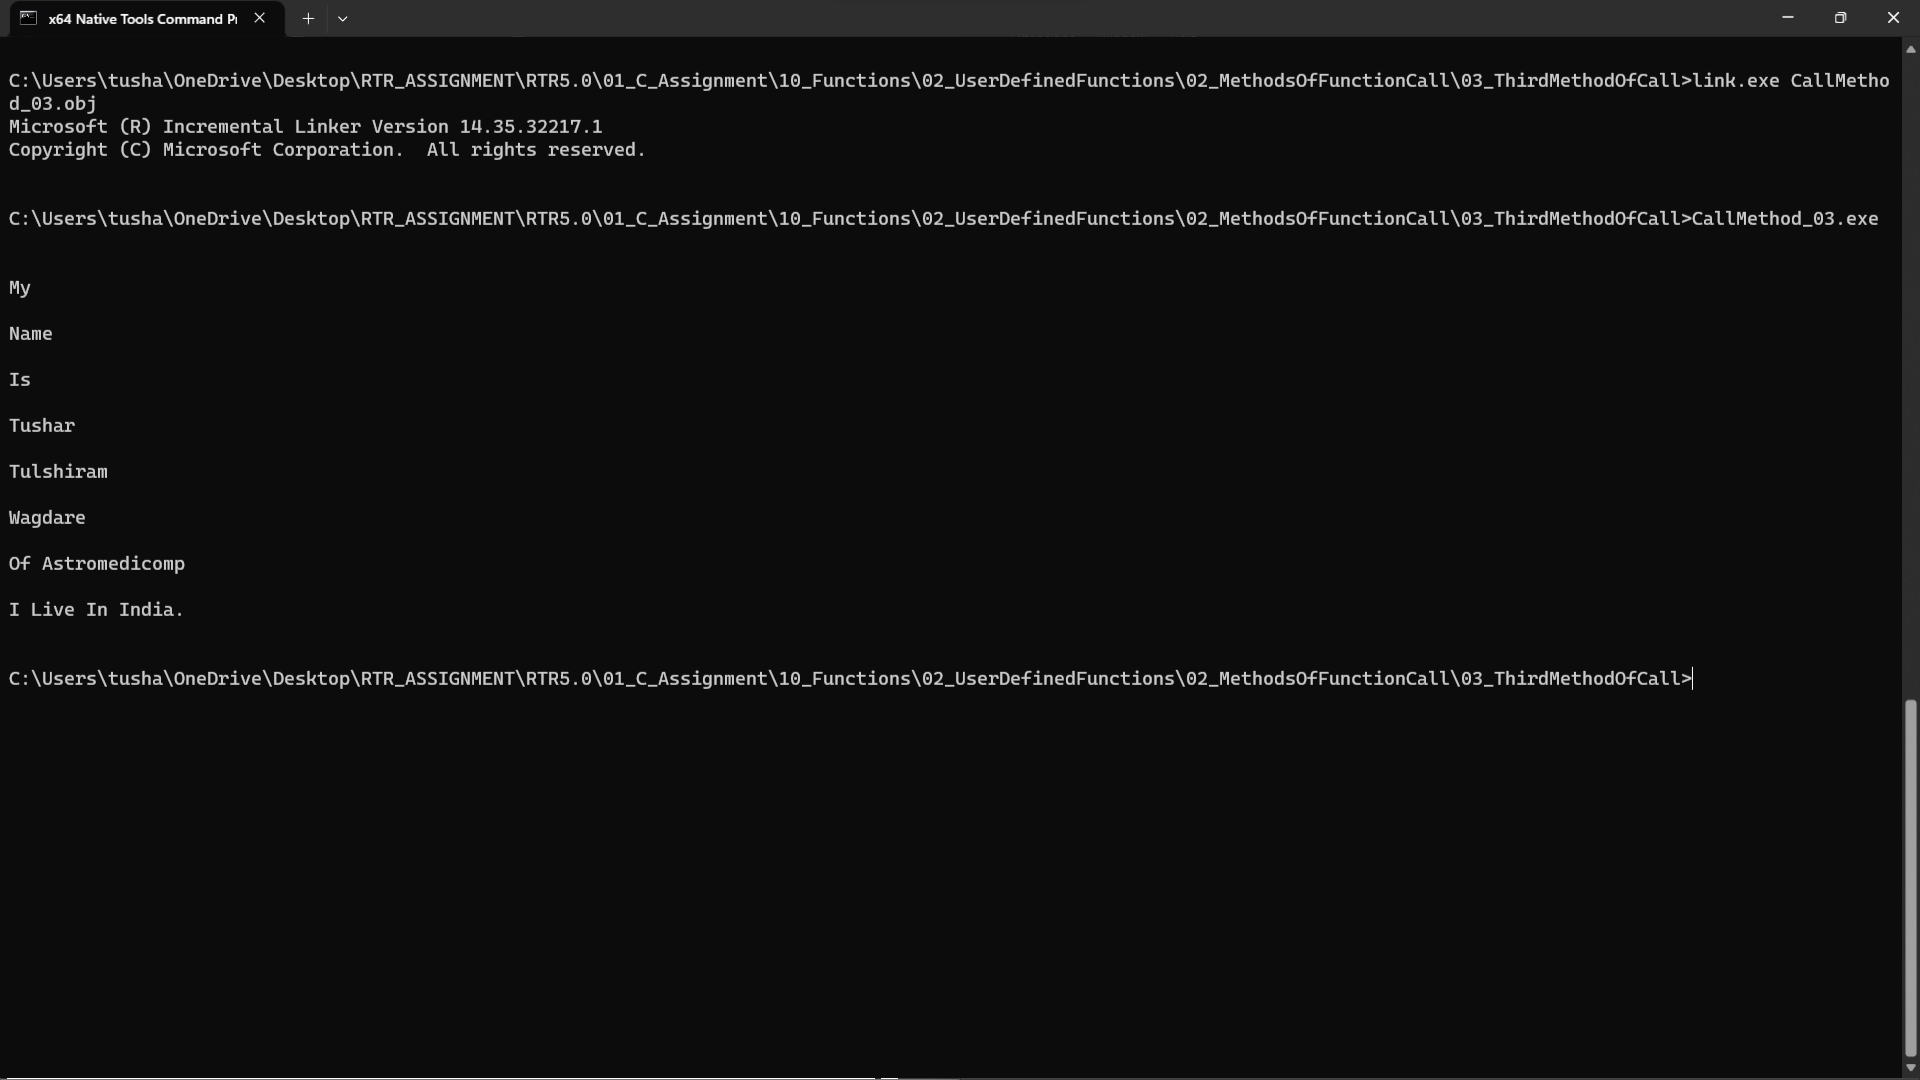 x64 Native Tools Command P
C:\Users\tusha\OneDrive\Desktop\RTR_ASSIGNMENT\RTR5.0\01_C_Assignment\10_Functions\02_UserDefinedFunctions\02_MethodsOfFunctionCall\03_ThirdMethodOfCall>link.exe CallMetho
d_03.obj
Microsoft (R) Incremental Linker Version 14.35.32217.1
Copyright (C) Microsoft Corporation.  All rights reserved.
C:\Users\tusha\OneDrive\Desktop\RTR_ASSIGNMENT\RTR5.0\01_C_Assignment\10_Functions\02_UserDefinedFunctions\02_MethodsOfFunctionCall\03_ThirdMethodOfCall>CallMethod_03.exe
My
Name
Is
Tushar
Tulshiram
Wagdare
Of Astromedicomp
I Live In India.
C:\Users\tusha\OneDrive\Desktop\RTR_ASSIGNMENT\RTR5.0\01_C_Assignment\10_Functions\02_UserDefinedFunctions\02_MethodsOfFunctionCall\03_ThirdMethodOfCall>